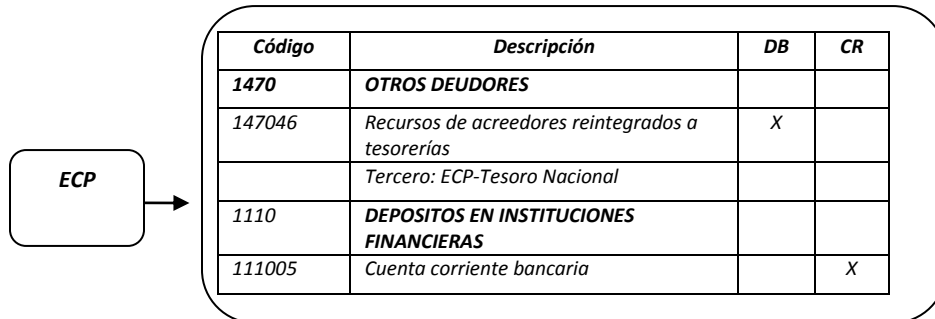 Código Descripción DB CR
1470 OTROS DEUDORES
147046 Recursos de acreedores reintegrados a X
tesorerías
Tercero: ECP-Tesoro Nacional
ECP
1110 DEPOSITOS EN INSTITUCIONES
FINANCIERAS
111005 Cuenta corriente bancaria X